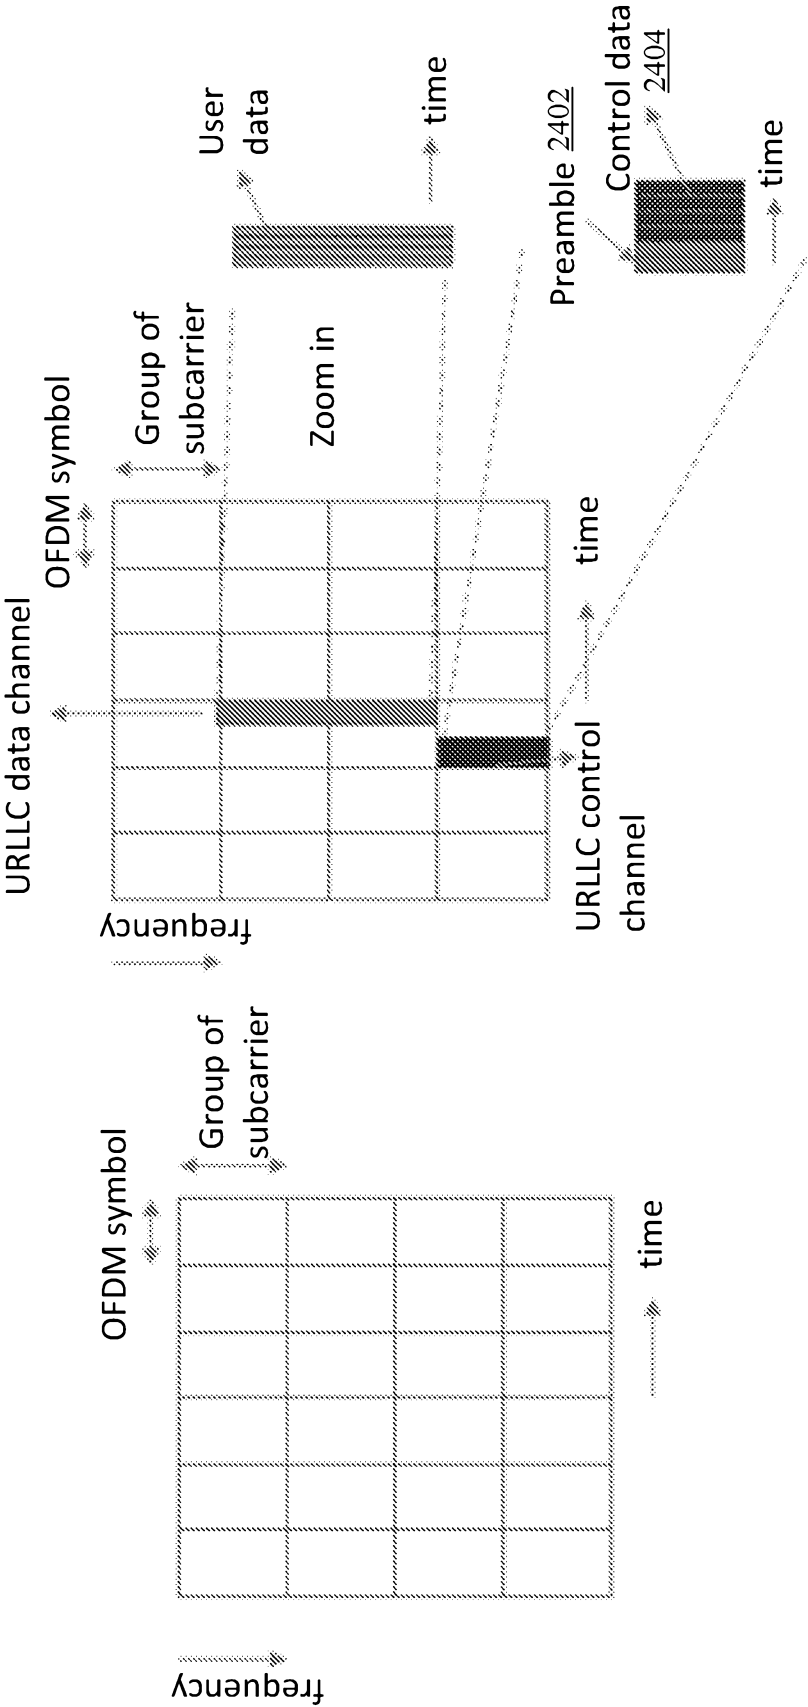 frequency
OFDM symbol
Group of
subcarrier
time
frequency
URLLC data channel
OFDM symbol
Group of
subcarrier
URLLC control
channel
time
Zoom in
User
data
time
Preamble 2402
Control data
2404
time